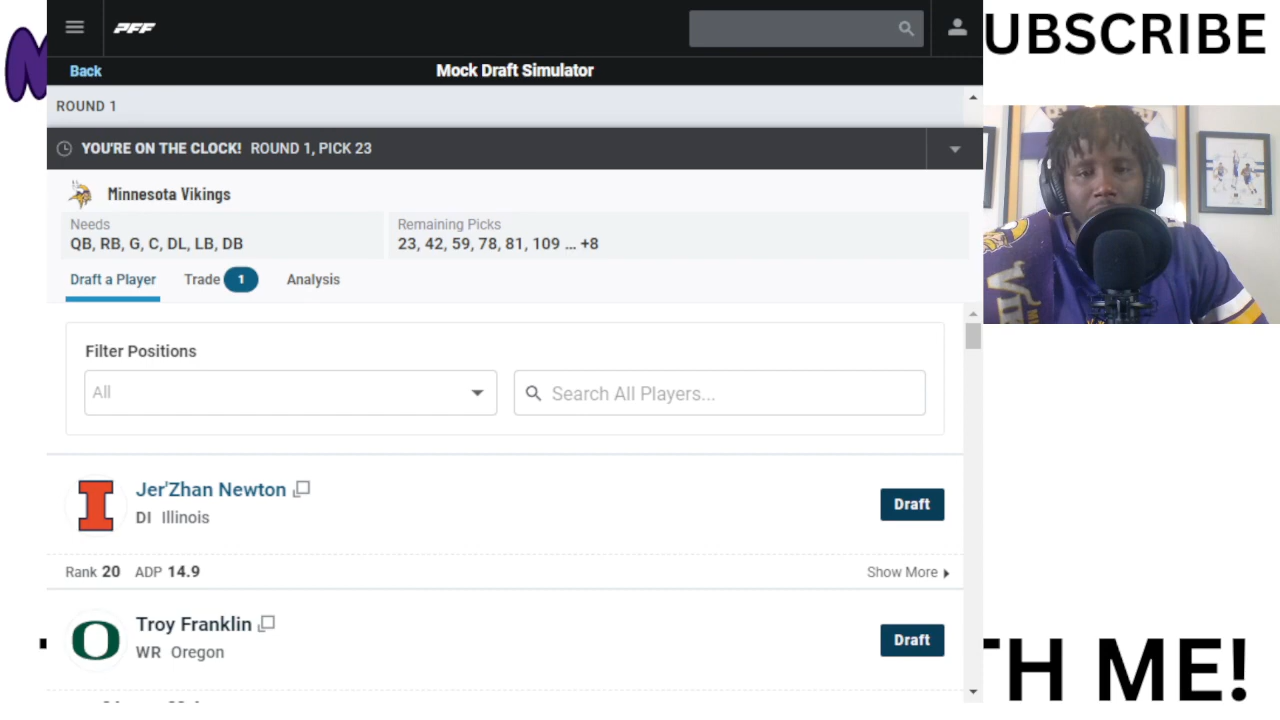 UBSCRIBE
PFF
Back
Mock Draft Simulator
ROUND 1
YOU'RE ON THE CLOCK! ROUND 1, PICK 23
Minnesota Vikings
Needs
QB, RB, G, C, DL, LB, DB
Remaining Picks
23, 42, 59, 78, 81, 109 ... +8
Draft a Player
Trade 1
Analysis
Filter Positions
All
Search All Players...
Jer'Zhan Newton
DI Illinois
Draft
Rank 20 ADP 14.9
Show More
Troy Franklin
WR Oregon
Draft
TH ME!